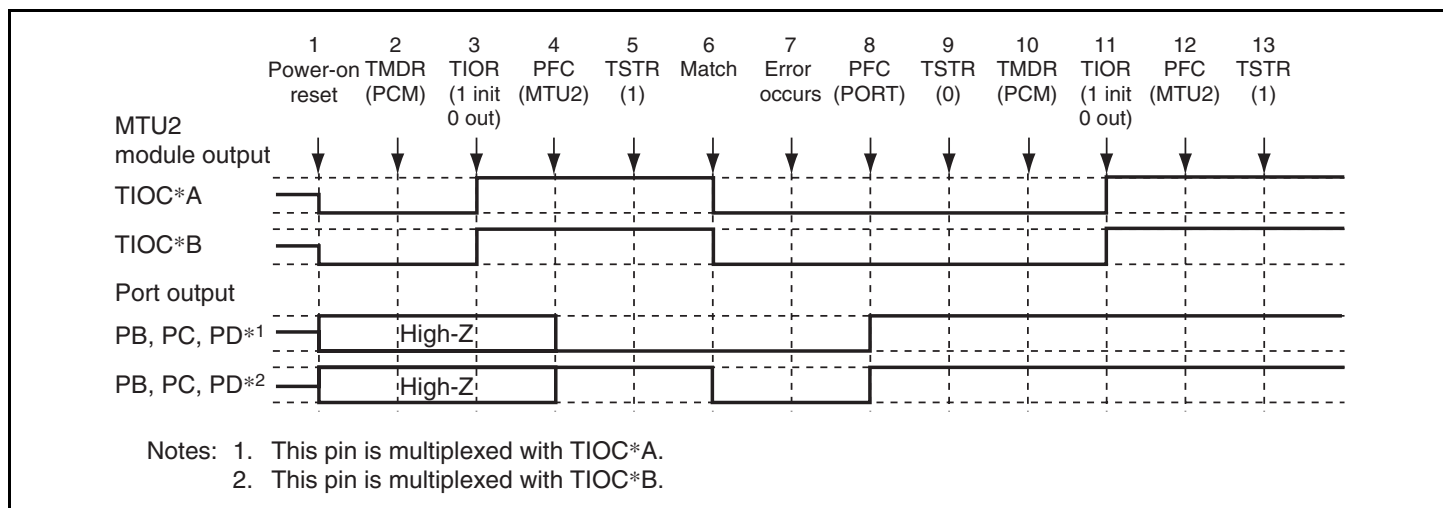 1 2 3 4 5 6 7 8 9 10 11 12 13
Power-on TMDR TIOR PFC TSTR Match Error PFC TSTR TMDR TIOR PFC TSTR
reset (PCM) (1 init (MTU2) (1) occurs (PORT) (0) (PCM) (1 init (MTU2) (1)
0 out) 0 out)
MTU2
module output
TIOC*A
TIOC*B
Port output
PB, PC, PD*1 High-Z
PB, PC, PD*2 High-Z
Notes: 1. This pin is multiplexed with TIOC*A.
2. This pin is multiplexed with TIOC*B.